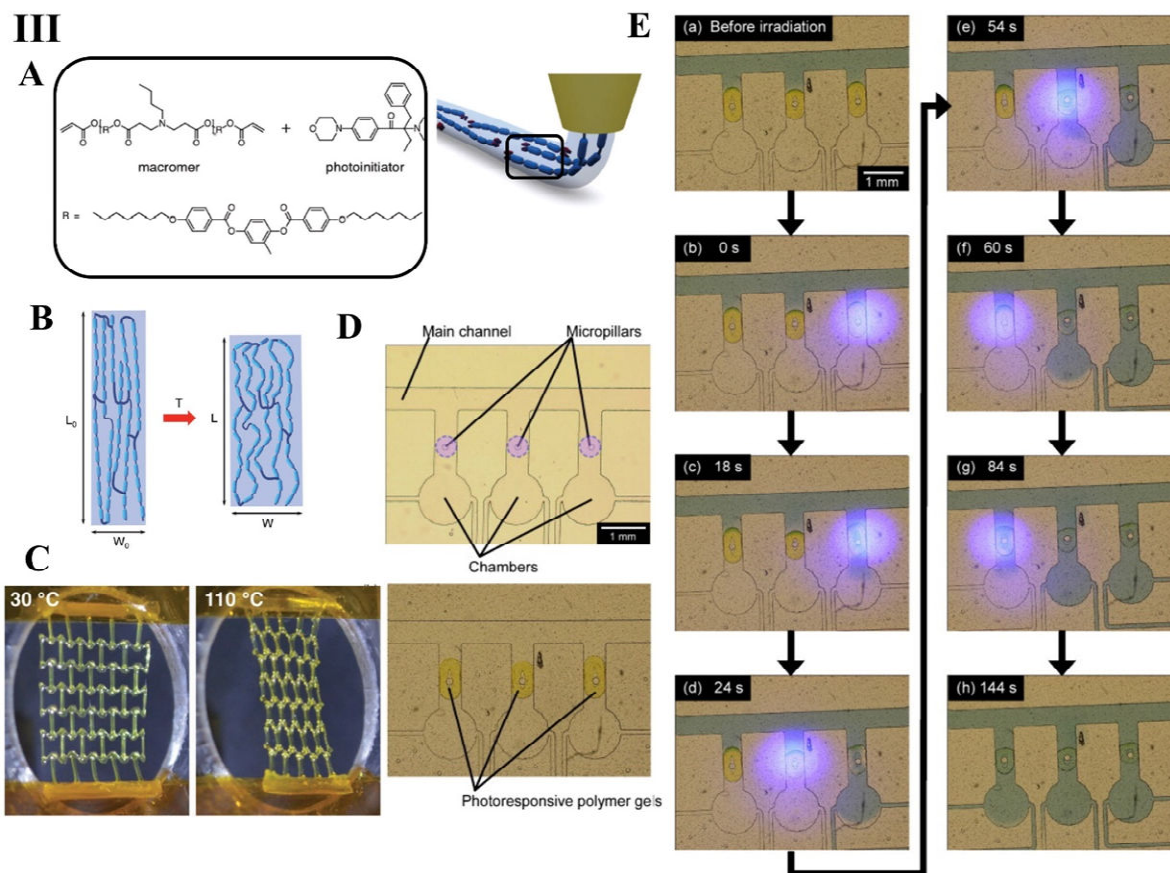 III
A
macromer
+
photoinitiator
R =
B
L0
T
L
W0
W
C
30 °C
110 °C
D
Main channel
Micropillars
1 mm
Chambers
Photoresponsive polymer gels
E
(a) Before irradiation
1 mm
(b) 0 s
(c) 18 s
(d) 24 s
(e) 54 s
(f) 60 s
(g) 84 s
(h) 144 s